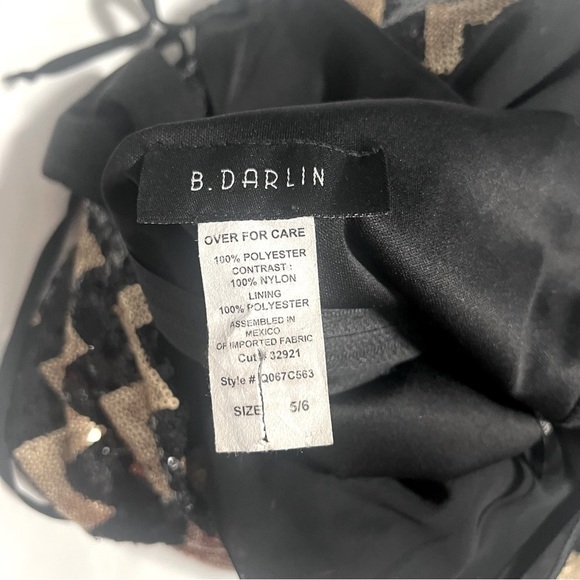 B. DARLIN
OVER FOR CARE
100% POLYESTER
CONTRAST :
100% NYLON
LINING
100% POLYESTER
ASSEMBLED IN
MEXICO
OF IMPORTED FABRIC
Cut # 32921
Style # Q067C563
SIZE 5/6